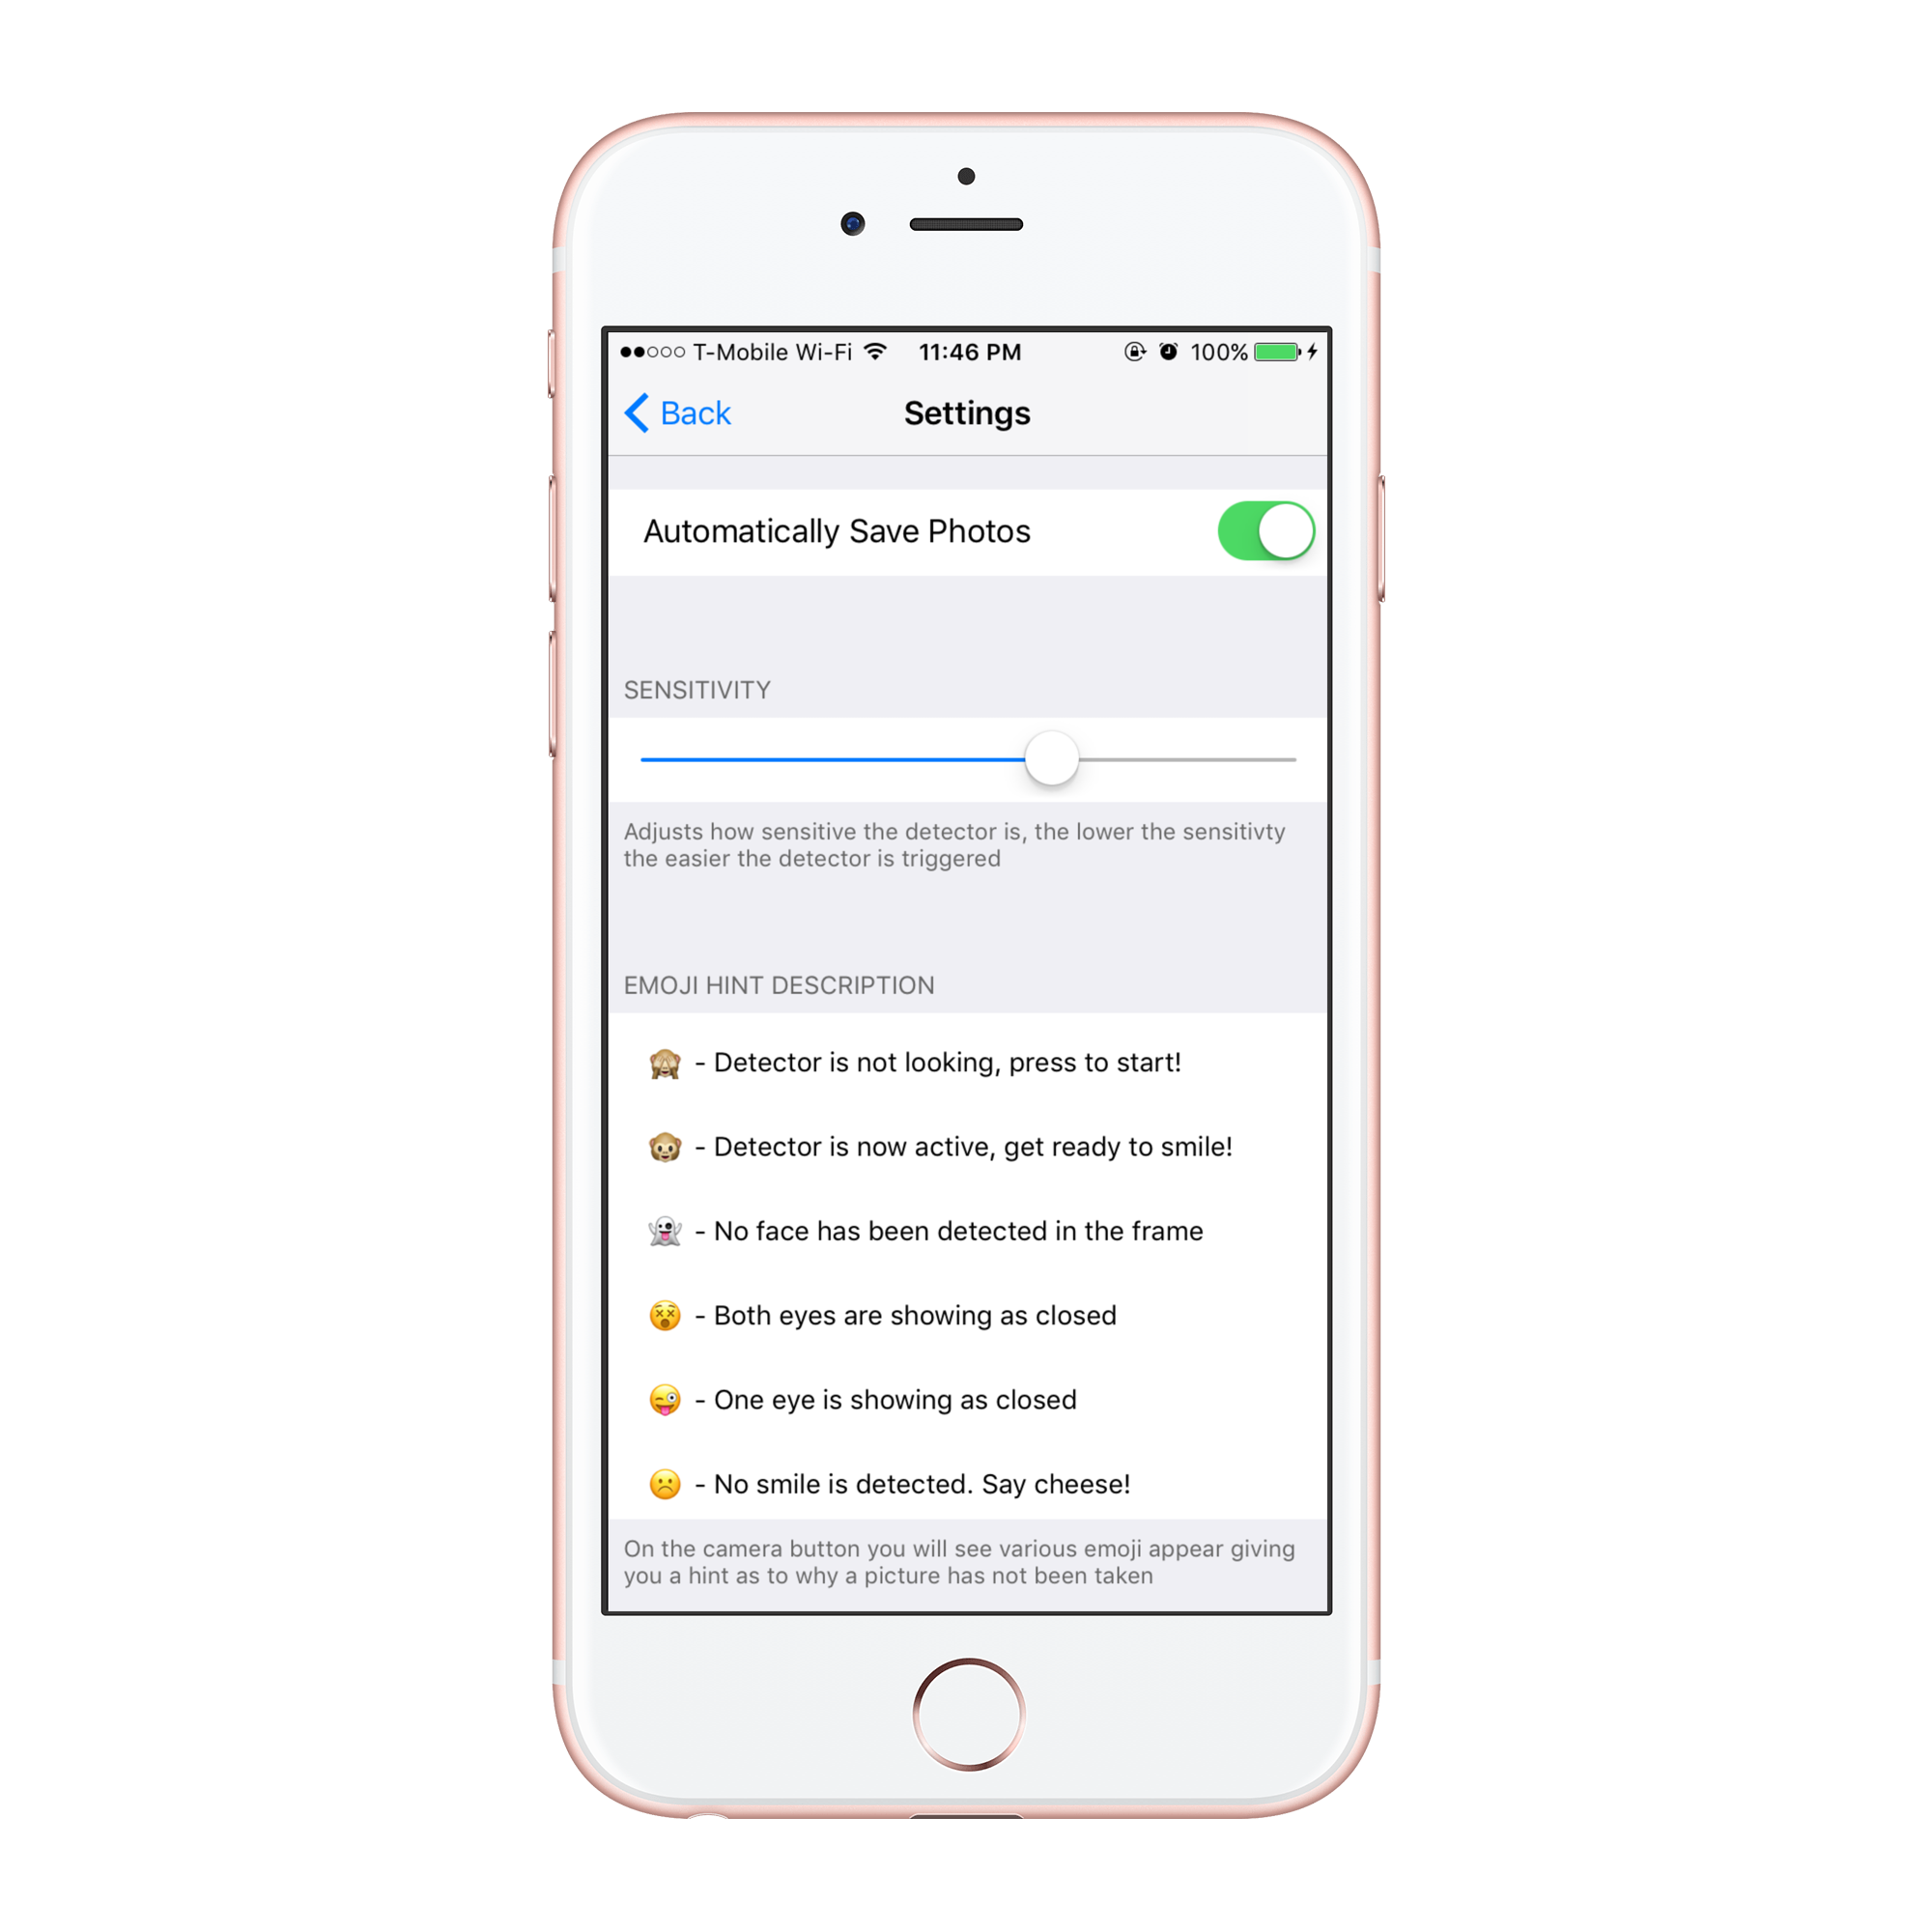 T-Mobile Wi-Fi 11:46 PM 100%
Back Settings
Automatically Save Photos
SENSITIVITY
Adjusts how sensitive the detector is, the lower the sensitivty
the easier the detector is triggered
EMOJI HINT DESCRIPTION
🙈 - Detector is not looking, press to start!
🐵 - Detector is now active, get ready to smile!
👻 - No face has been detected in the frame
😵 - Both eyes are showing as closed
😜 - One eye is showing as closed
☹️ - No smile is detected. Say cheese!
On the camera button you will see various emoji appear giving
you a hint as to why a picture has not been taken